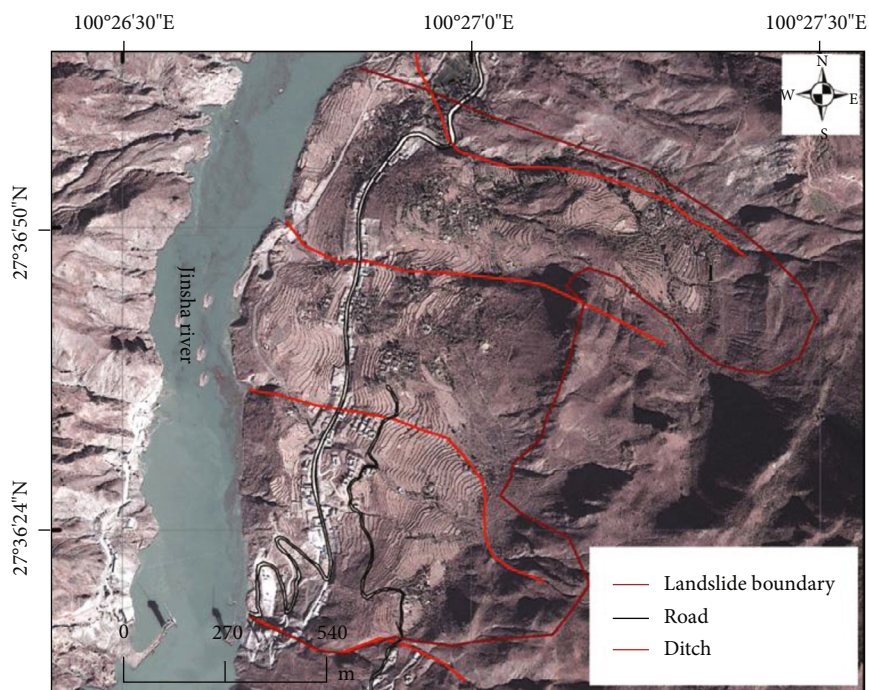 100°26'30"E
100°27'0"E
100°27'30"E
N
W
E
S
27°36'50"N
Jinsha river
27°36'24"N
0
270
540
m
Landslide boundary
Road
Ditch